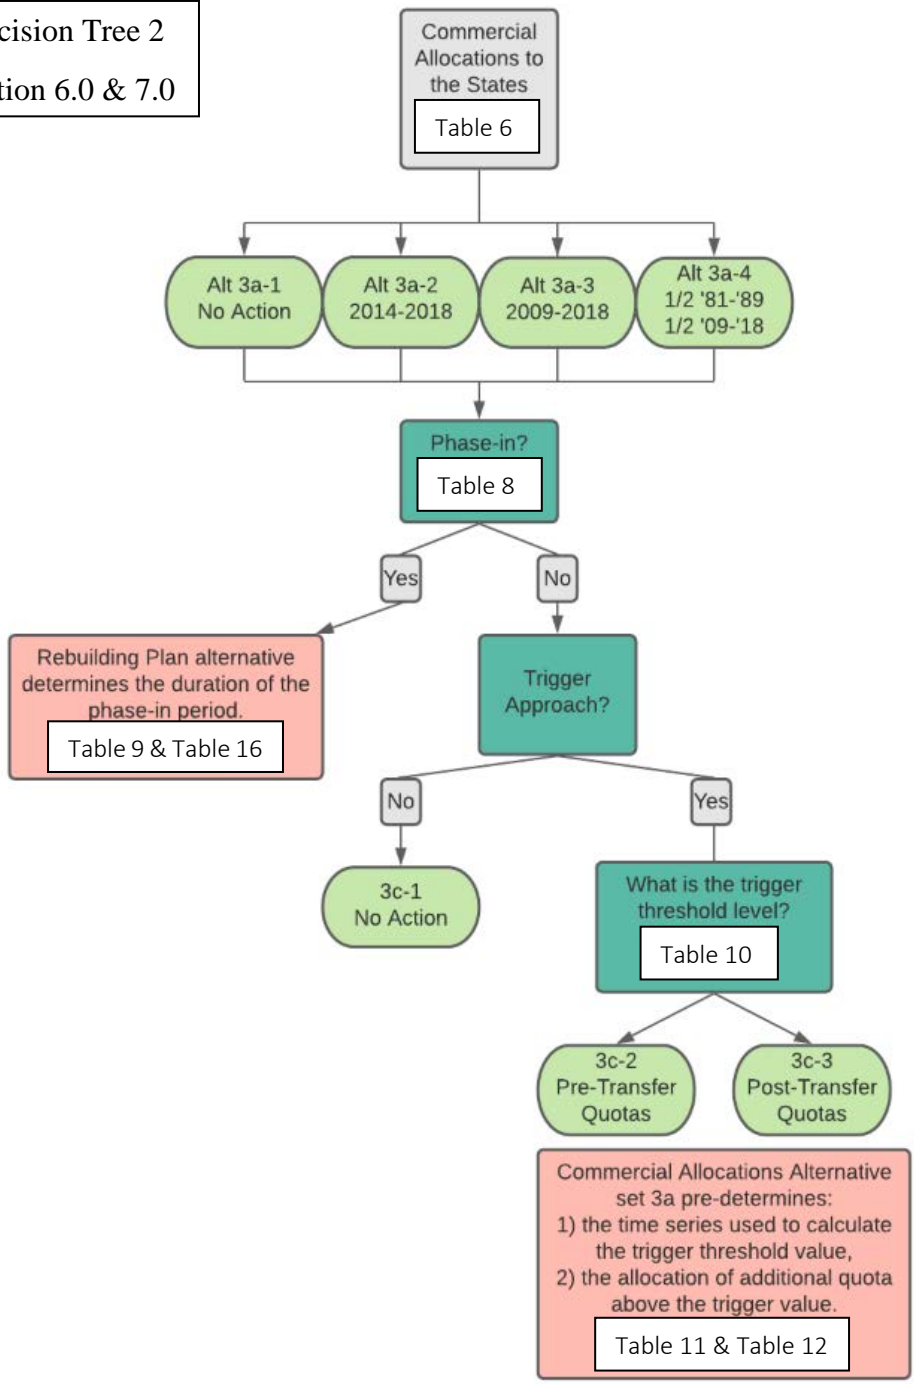 cision Tree 2
tion 6.0 & 7.0
Commercial
Allocations to
the States
Table 6
Alt 3a-1
No Action
Alt 3a-2
2014-2018
Alt 3a-3
2009-2018
Alt 3a-4
1/2 '81-'89
1/2 '09-'18
Phase-in?
Table 8
Yes
No
Rebuilding Plan alternative
determines the duration of the
phase-in period.
Table 9 & Table 16
Trigger
Approach?
No
Yes
3c-1
No Action
What is the trigger
threshold level?
Table 10
3c-2
Pre-Transfer
Quotas
3c-3
Post-Transfer
Quotas
Commercial Allocations Alternative
set 3a pre-determines:
1) the time series used to calculate
the trigger threshold value,
2) the allocation of additional quota
above the trigger value.
Table 11 & Table 12